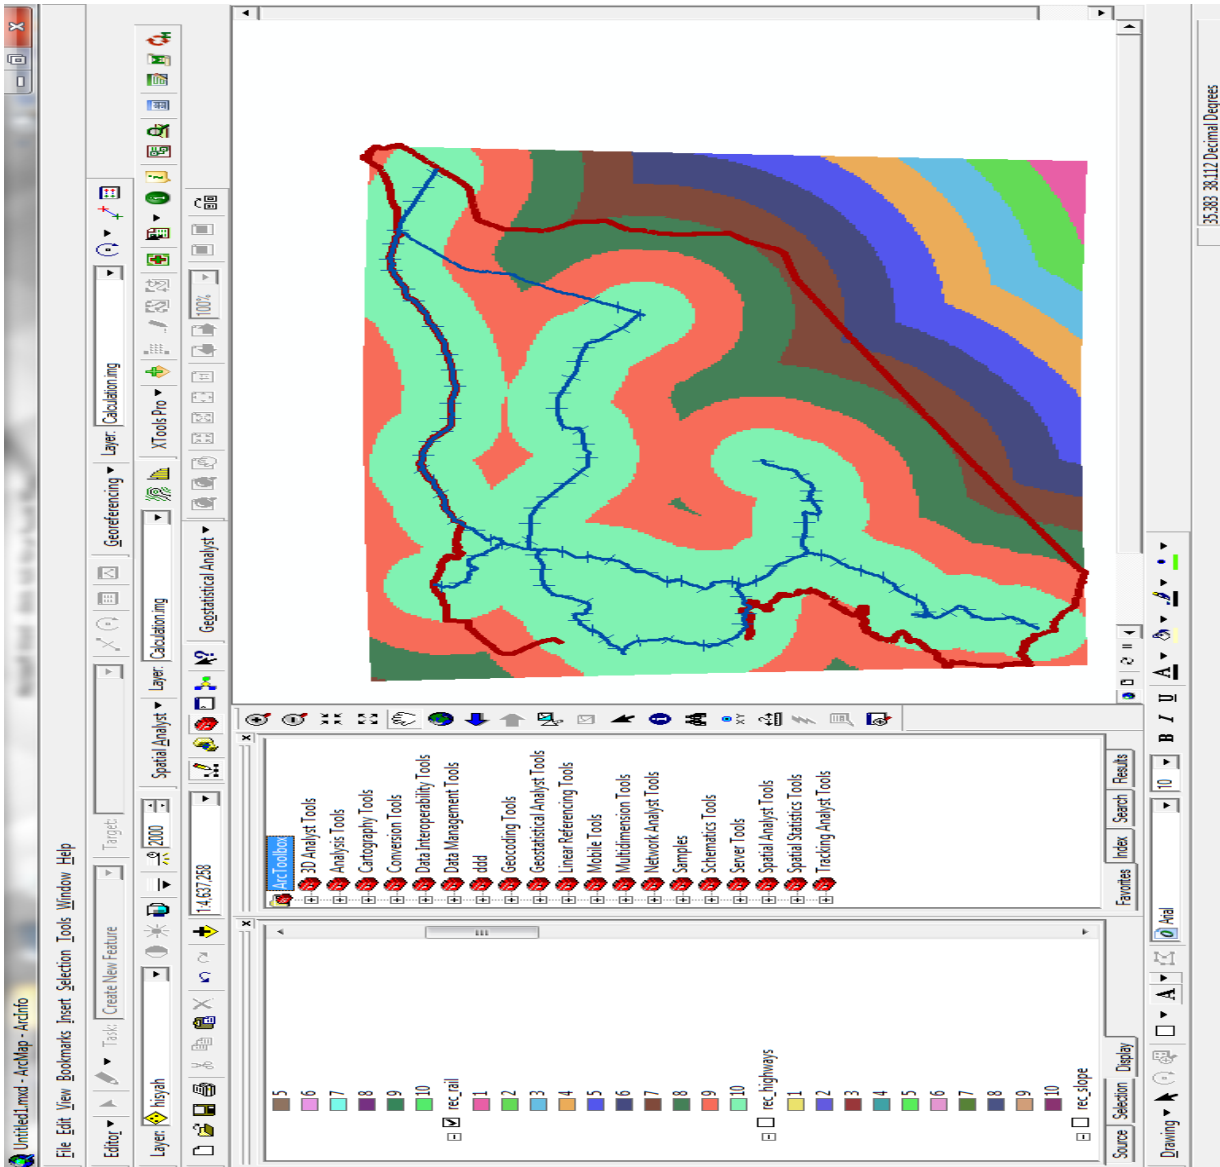 Untitled1.mxd - ArcMap - ArcInfo
File Edit View Bookmarks Insert Selection Tools Window Help
Editor Task: Create New Feature Target: Georeferencing Layer: Calculation.img
Layer: hisyah 2000 Spatial Analyst Layer: Calculation.img XTools Pro
1:4,637,258 Geostatistical Analyst 100%
5
6
7
8
9
10
rec_rail
1
2
3
4
5
6
7
8
9
10
rec_highways
1
2
3
4
5
6
7
8
9
10
rec_slope
Source Selection Display
ArcToolbox
3D Analyst Tools
Analysis Tools
Cartography Tools
Conversion Tools
Data Interoperability Tools
Data Management Tools
ddd
Geocoding Tools
Geostatistical Analyst Tools
Linear Referencing Tools
Mobile Tools
Multidimension Tools
Network Analyst Tools
Samples
Schematics Tools
Server Tools
Spatial Analyst Tools
Spatial Statistics Tools
Tracking Analyst Tools
Favorites Index Search Results
Drawing A Arial 10 B I U A
35.383 38.112 Decimal Degrees